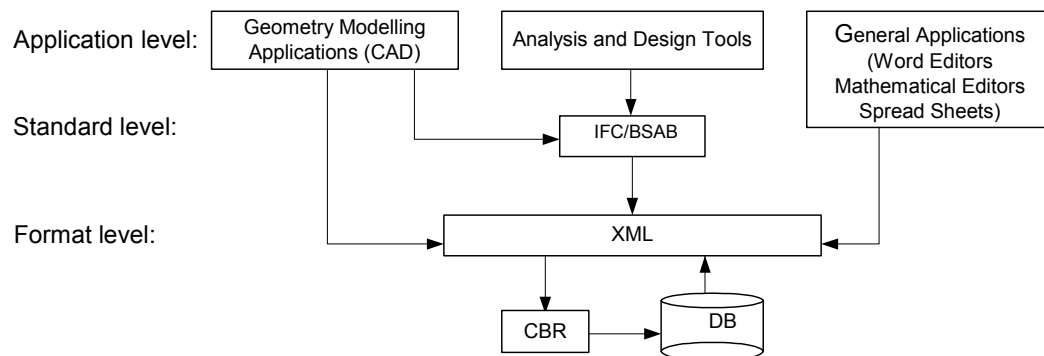 Application level:
Geometry Modelling
Applications (CAD)
Analysis and Design Tools
General Applications
(Word Editors
Mathematical Editors
Spread Sheets)
Standard level:
IFC/BSAB
Format level:
XML
CBR
DB